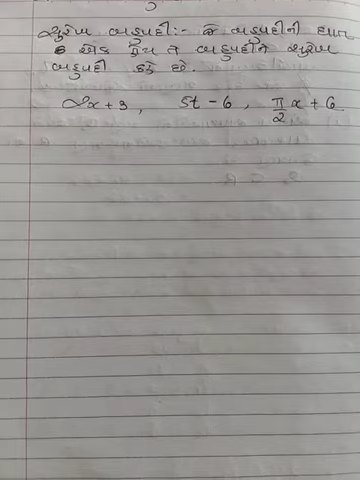 સુરેખ બહુપદી:- જે બહુપદીની ઘાત
એક હોય તે બહુપદીને સુરેખ
બહુપદી કહે છે.
2x + 3, 5t - 6, π/2 x + 6